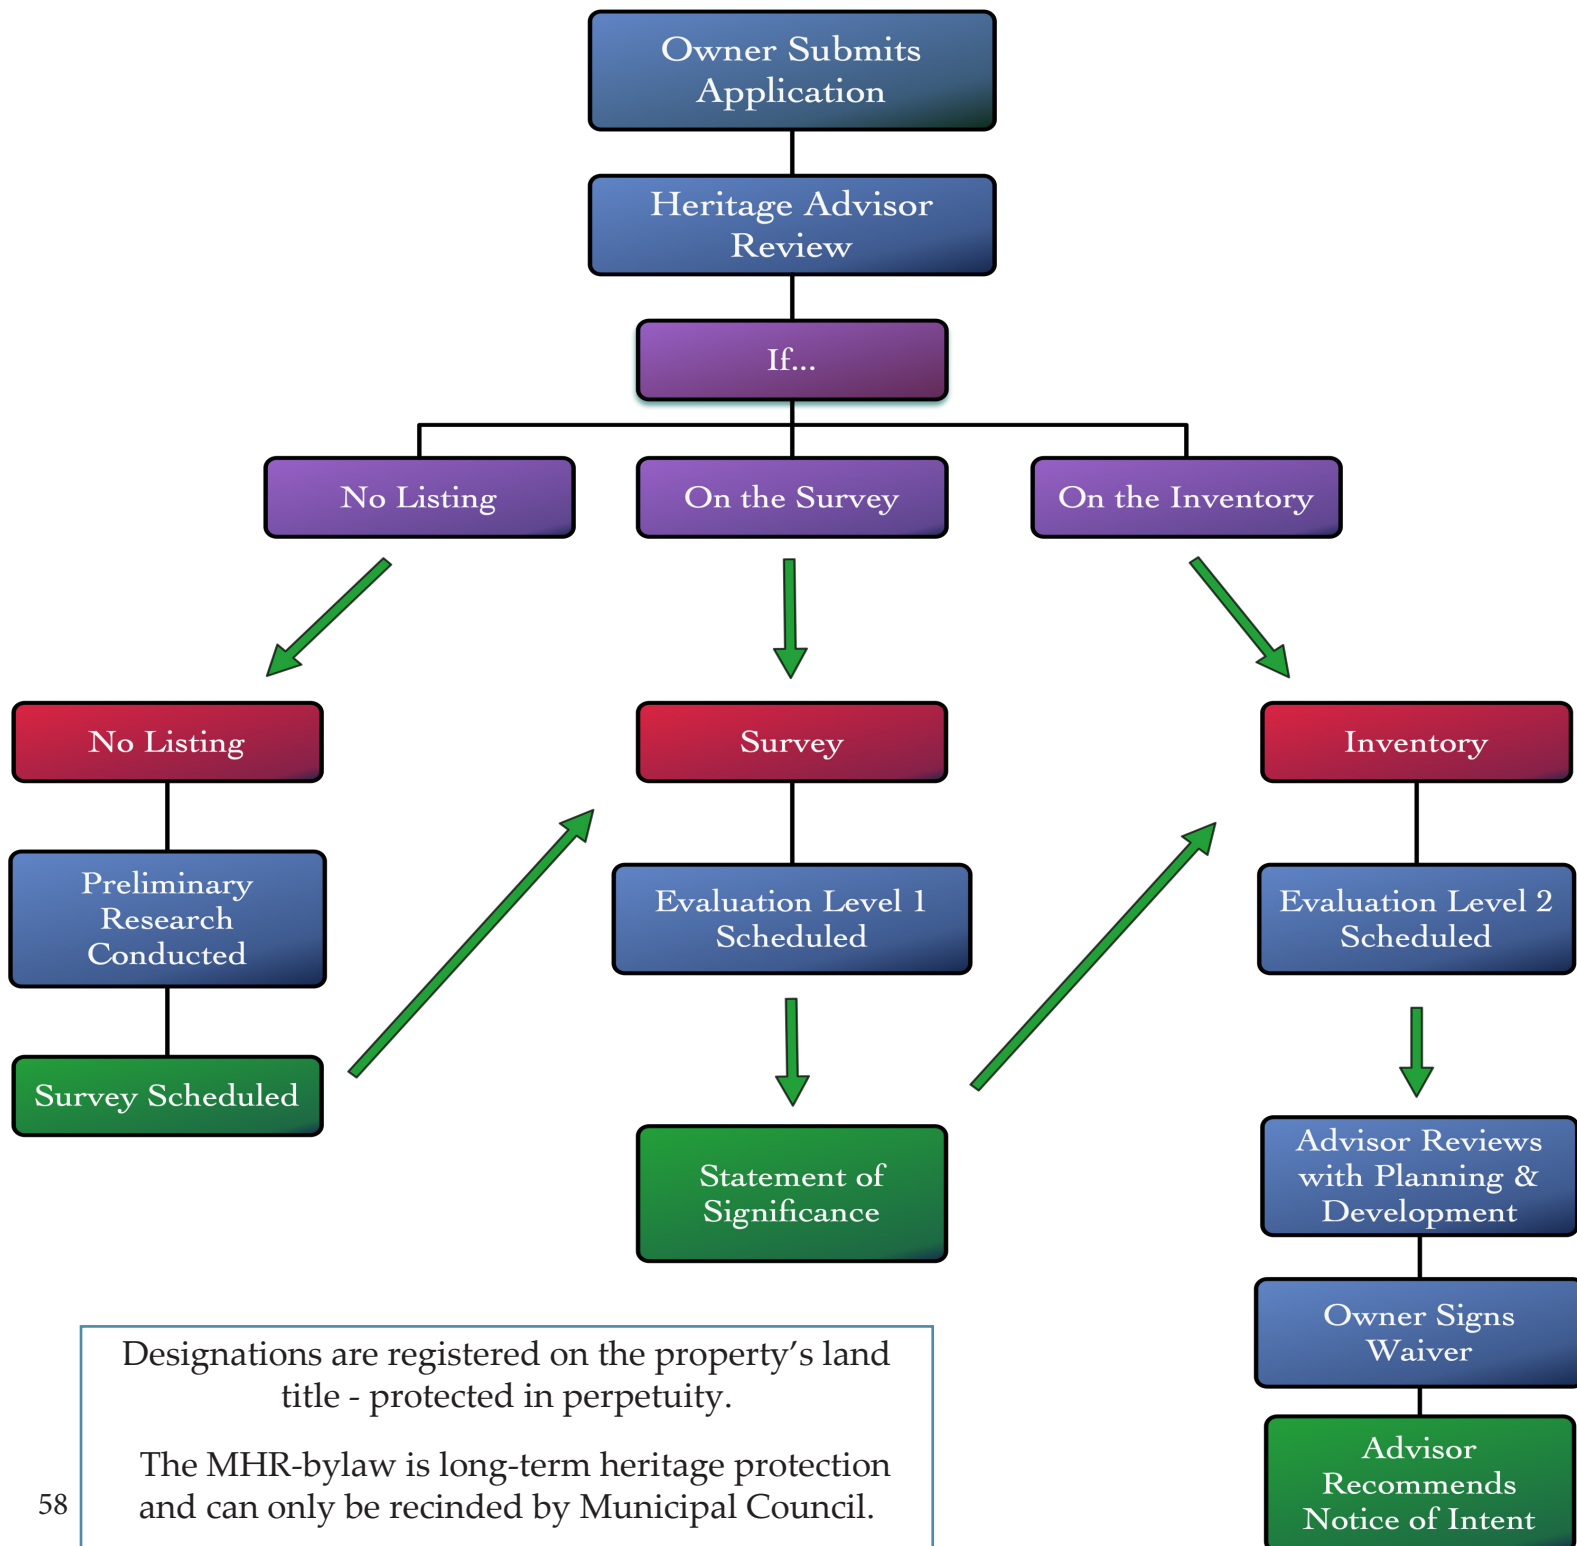 Owner Submits
Application
Heritage Advisor
Review
If...
No Listing
On the Survey
On the Inventory
No Listing
Survey
Inventory
Preliminary
Research
Conducted
Evaluation Level 1
Scheduled
Evaluation Level 2
Scheduled
Survey Scheduled
Statement of
Significance
Advisor Reviews
with Planning &
Development
Owner Signs
Waiver
Advisor
Recommends
Notice of Intent
Designations are registered on the property's land
title - protected in perpetuity.
The MHR-bylaw is long-term heritage protection
and can only be recinded by Municipal Council.
58